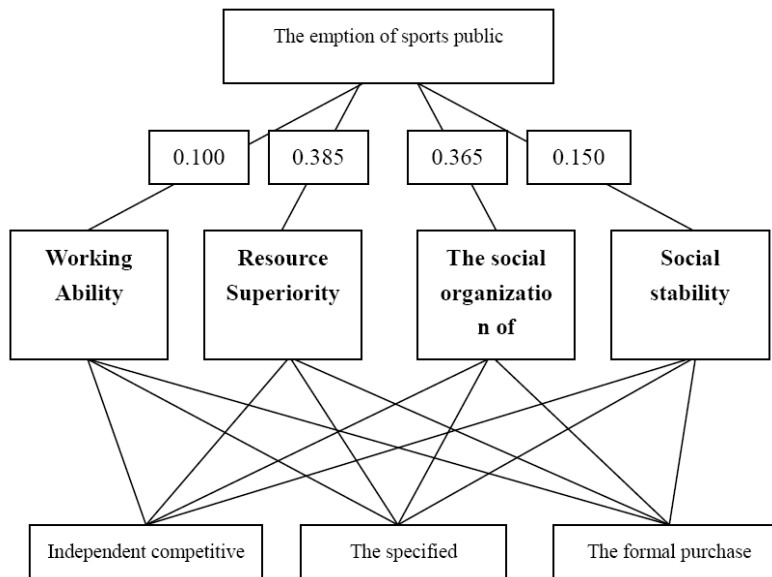 The emption of sports public
0.100
0.385
0.365
0.150
Working
Ability
Resource
Superiority
The social
organizatio
n of
Social
stability
Independent competitive
The specified
The formal purchase